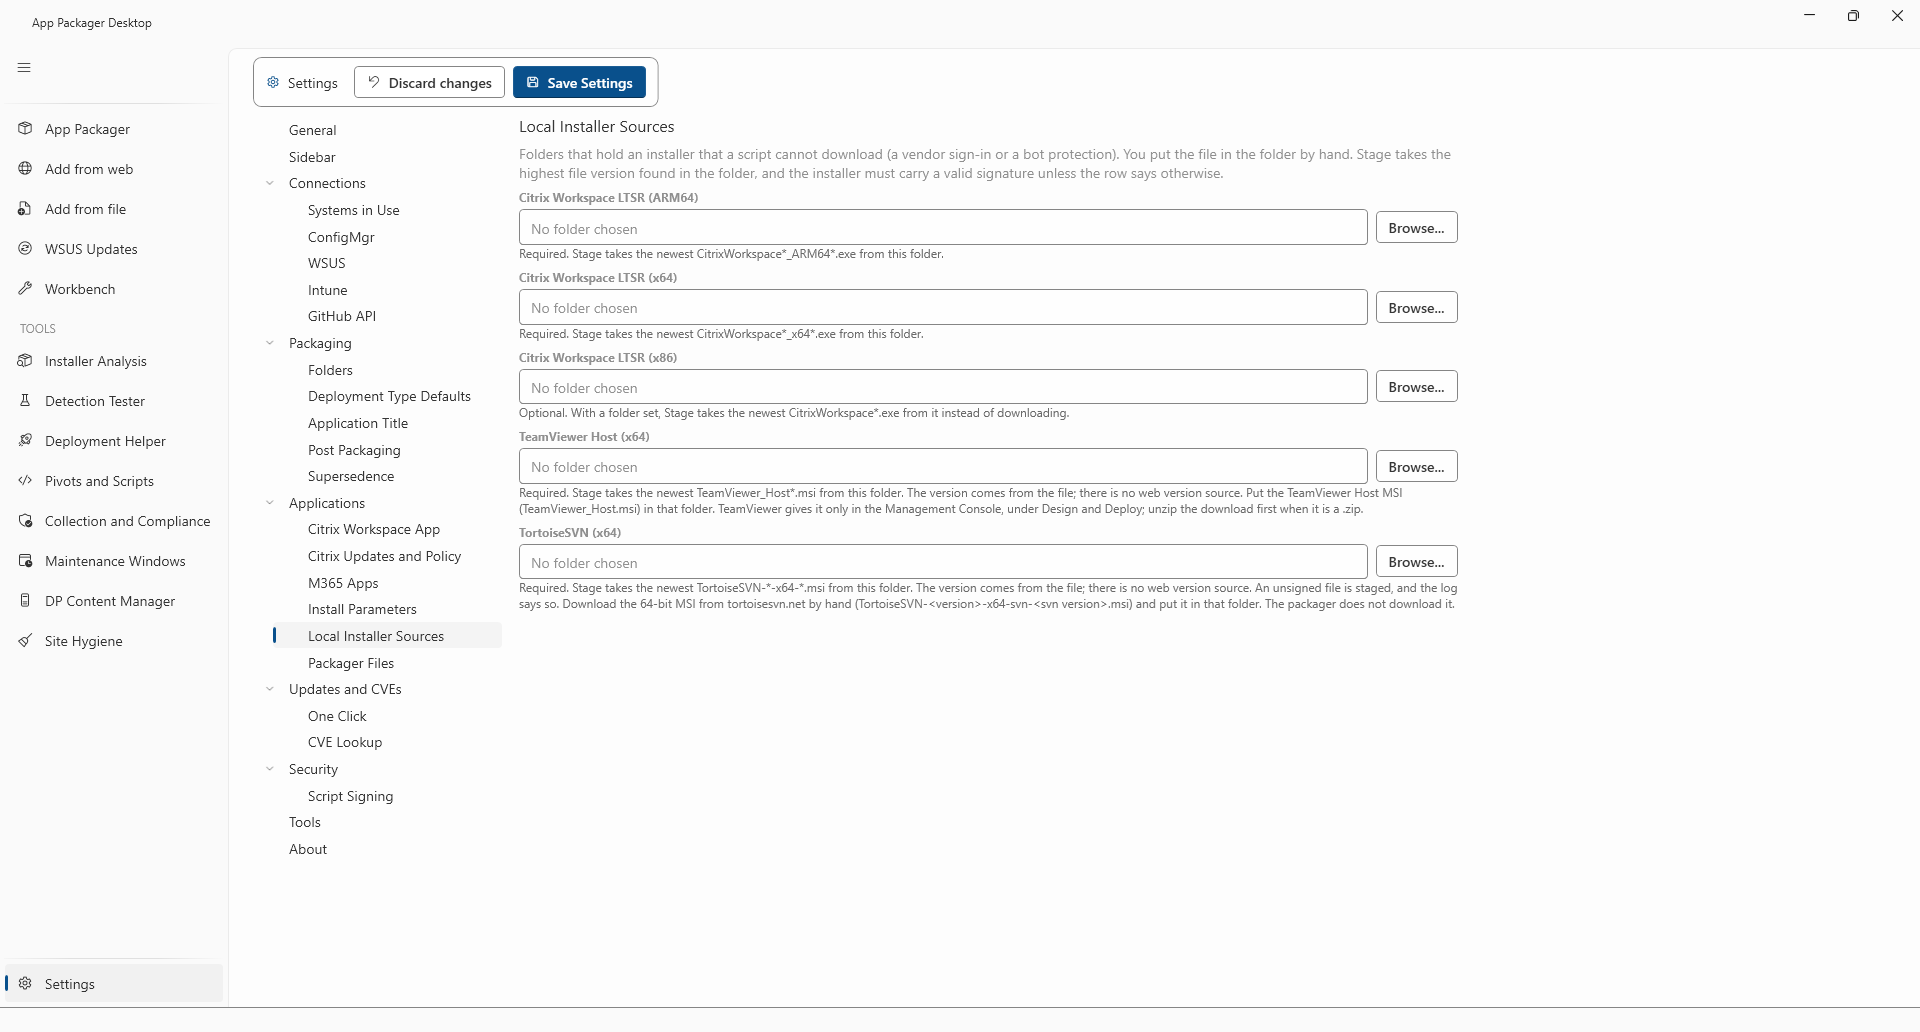 App Packager Desktop
Settings
Discard changes
Save Settings
App Packager
Add from web
Add from file
WSUS Updates
Workbench
TOOLS
Installer Analysis
Detection Tester
Deployment Helper
Pivots and Scripts
Collection and Compliance
Maintenance Windows
DP Content Manager
Site Hygiene
Settings
General
Sidebar
Connections
Systems in Use
ConfigMgr
WSUS
Intune
GitHub API
Packaging
Folders
Deployment Type Defaults
Application Title
Post Packaging
Supersedence
Applications
Citrix Workspace App
Citrix Updates and Policy
M365 Apps
Install Parameters
Local Installer Sources
Packager Files
Updates and CVEs
One Click
CVE Lookup
Security
Script Signing
Tools
About
Local Installer Sources
Folders that hold an installer that a script cannot download (a vendor sign-in or a bot protection). You put the file in the folder by hand. Stage takes the
highest file version found in the folder, and the installer must carry a valid signature unless the row says otherwise.
Citrix Workspace LTSR (ARM64)
No folder chosen
Browse...
Required. Stage takes the newest CitrixWorkspace*_ARM64*.exe from this folder.
Citrix Workspace LTSR (x64)
No folder chosen
Browse...
Required. Stage takes the newest CitrixWorkspace*_x64*.exe from this folder.
Citrix Workspace LTSR (x86)
No folder chosen
Browse...
Optional. With a folder set, Stage takes the newest CitrixWorkspace*.exe from it instead of downloading.
TeamViewer Host (x64)
No folder chosen
Browse...
Required. Stage takes the newest TeamViewer_Host*.msi from this folder. The version comes from the file; there is no web version source. Put the TeamViewer Host MSI
(TeamViewer_Host.msi) in that folder. TeamViewer gives it only in the Management Console, under Design and Deploy; unzip the download first when it is a .zip.
TortoiseSVN (x64)
No folder chosen
Browse...
Required. Stage takes the newest TortoiseSVN-*-x64-*.msi from this folder. The version comes from the file; there is no web version source. An unsigned file is staged, and the log
says so. Download the 64-bit MSI from tortoisesvn.net by hand (TortoiseSVN-<version>-x64-svn-<svn version>.msi) and put it in that folder. The packager does not download it.